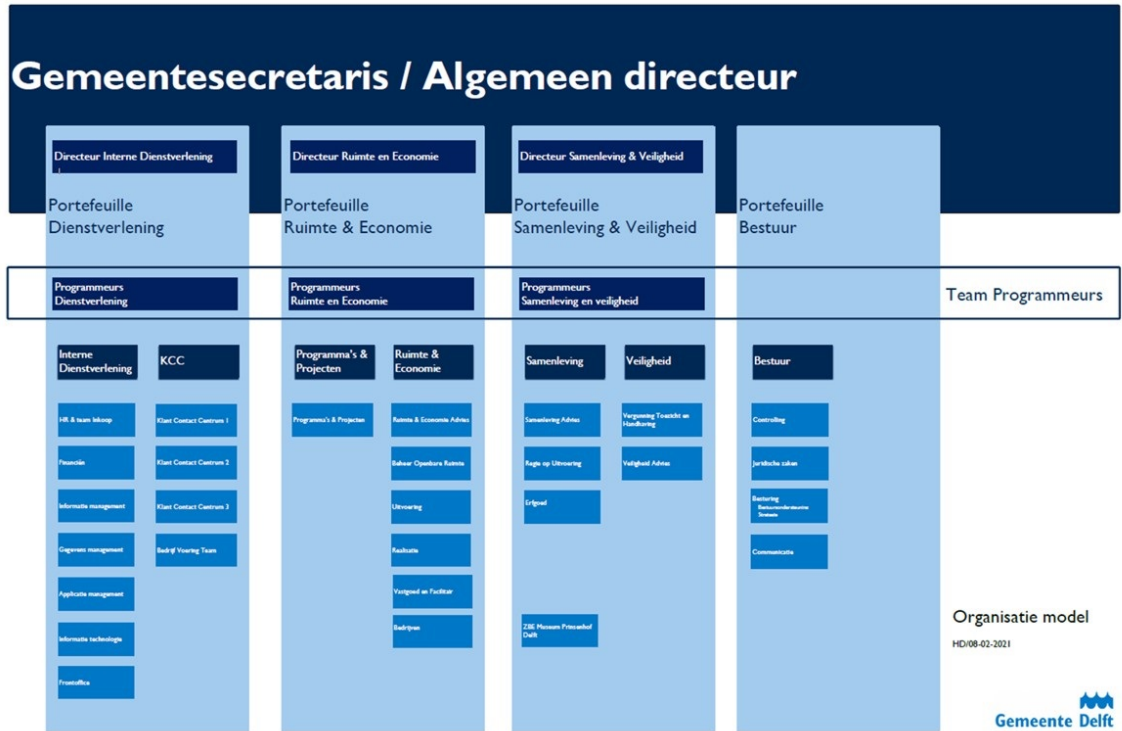 Gemeentesecretaris / Algemeen directeur
Directeur Interne Dienstverlening
Directeur Ruimte en Economie
Directeur Samenleving & Veiligheid
Portefeuille
Dienstverlening
Portefeuille
Ruimte & Economie
Portefeuille
Samenleving & Veiligheid
Portefeuille
Bestuur
Programmeurs
Dienstverlening
Programmeurs
Ruimte en Economie
Programmeurs
Samenleving en veiligheid
Team Programmeurs
Interne
Dienstverlening
HR & team Inkoop
Financiën
Informatie management
Gegevens management
Applicatie management
Informatie technologie
Frontoffice
KCC
Klant Contact Centrum 1
Klant Contact Centrum 2
Klant Contact Centrum 3
Bedrijf Voering Team
Programma's &
Projecten
Programma's & Projecten
Ruimte &
Economie
Ruimte & Economie Advies
Beheer Openbare Ruimte
Uitvoering
Realisatie
Vastgoed en Facilitair
Bedrijven
Samenleving
Samenleving Advies
Regie op Uitvoering
Erfgoed
ZBE Museum Prinsenhof
Delft
Veiligheid
Vergunning Toezicht en
Handhaving
Veiligheid Advies
Bestuur
Controlling
Juridische zaken
Bestuursondersteuning
Strategie
Communicatie
Organisatie model
HD/08-02-2021
Gemeente Delft